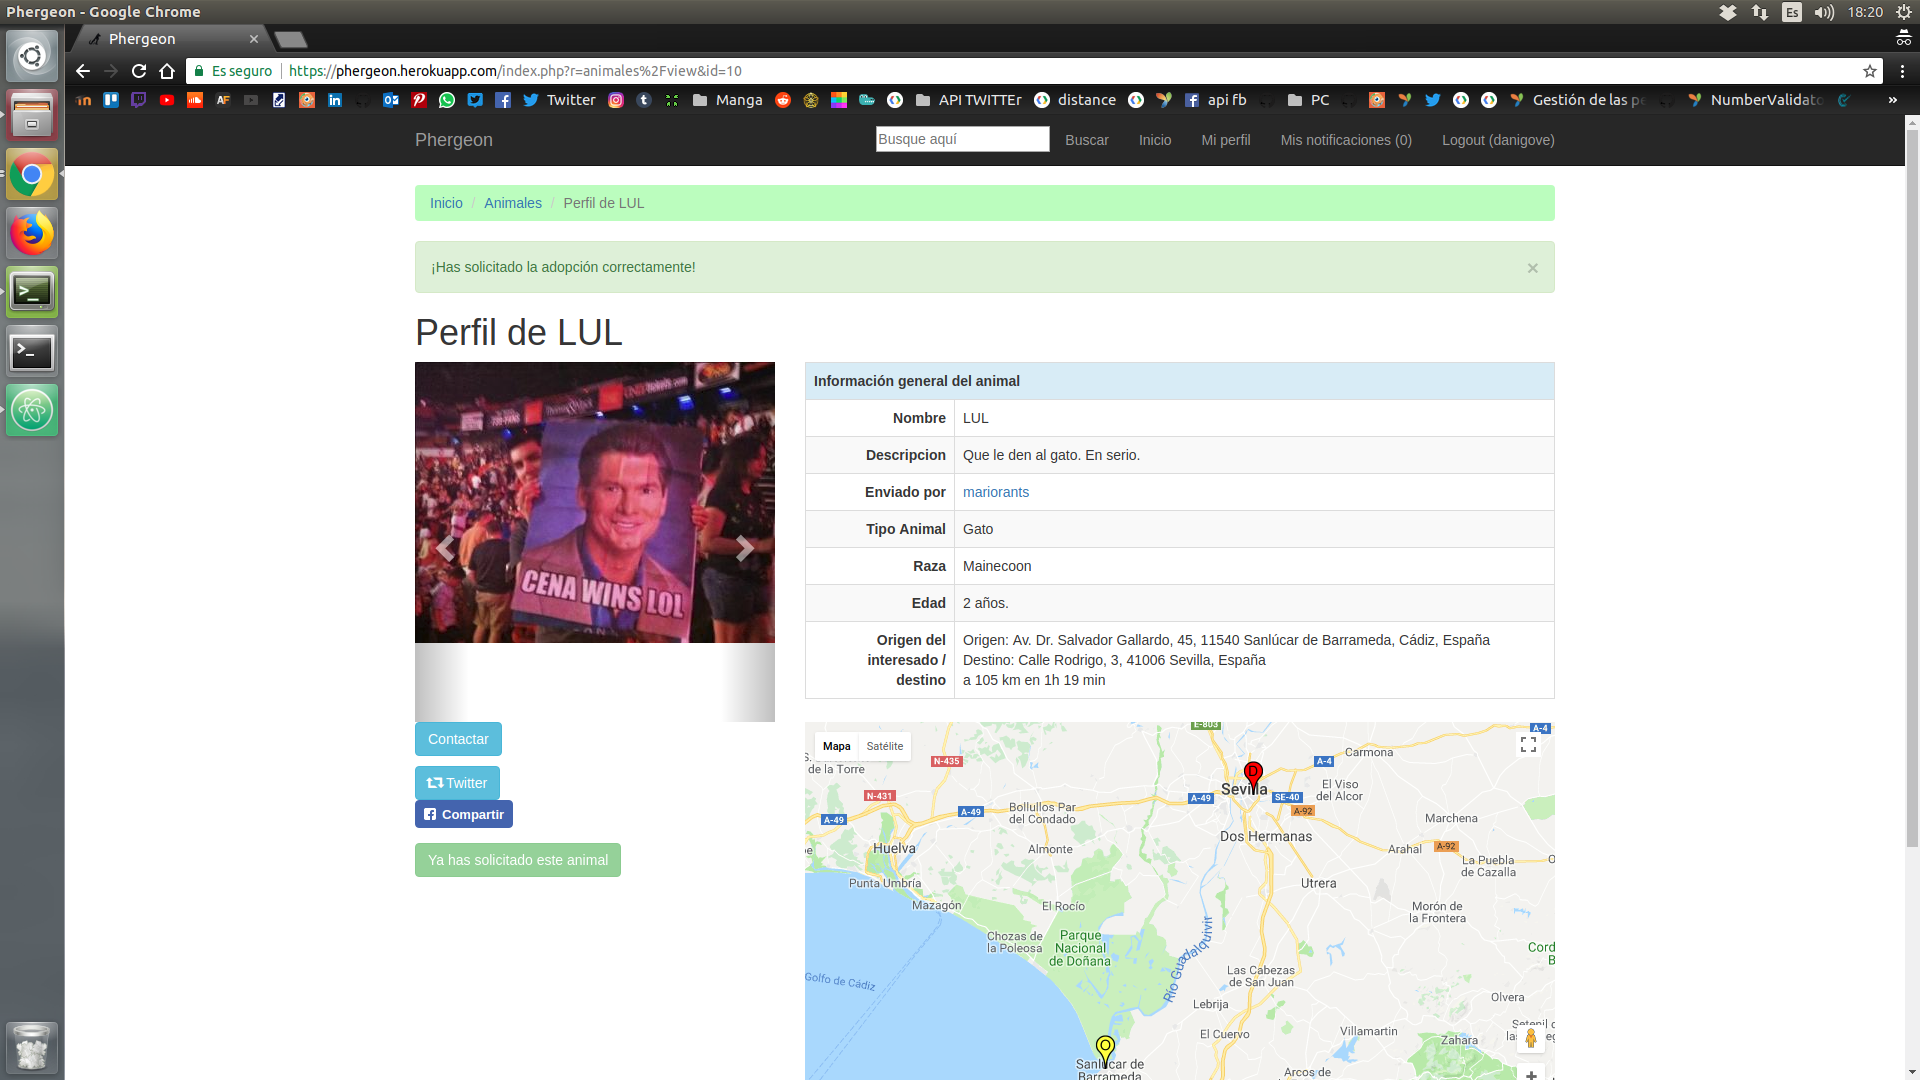 Phergeon - Google Chrome
Es
18:20
Phergeon
Es seguro
https://phergeon.herokuapp.com/index.php?r=animales%2Fview&id=10
Twitter
Manga
API TWITTEr
distance
api fb
PC
Gestión de las pe
NumberValidato
»
Phergeon
Busque aquí
Buscar
Inicio
Mi perfil
Mis notificaciones (0)
Logout (danigove)
Inicio / Animales / Perfil de LUL
¡Has solicitado la adopción correctamente!
×
Perfil de LUL
CENA WINS LOL
Información general del animal
Nombre LUL
Descripcion Que le den al gato. En serio.
Enviado por mariorants
Tipo Animal Gato
Raza Mainecoon
Edad 2 años.
Origen del interesado / destino
Origen: Av. Dr. Salvador Gallardo, 45, 11540 Sanlúcar de Barrameda, Cádiz, España
Destino: Calle Rodrigo, 3, 41006 Sevilla, España
a 105 km en 1h 19 min
Contactar
Twitter
Compartir
Ya has solicitado este animal
Mapa
Satélite
E-803
A-4
Carmona
de la Torre
N-435
A-4
D
Sevilla
El Viso
del Alcor
N-431
A-49
SE-40
Bollullos Par
del Condado
A-49
A-49
A-92
Marchena
Dos Hermanas
Huelva
Almonte
Arahal
A-92
La Puebla
de Cazalla
Punta Umbría
Utrera
Mazagón
El Rocío
Morón de
la Frontera
Chozas de
la Poleosa
Parque
Nacional
de Doñana
Río Guadalquivir
Golfo de Cádiz
Las Cabezas
de San Juan
Lebrija
Olvera
El Cuervo
Villamartin
Zahara
O
Sanlúcar de
Barrameda
Arcos de